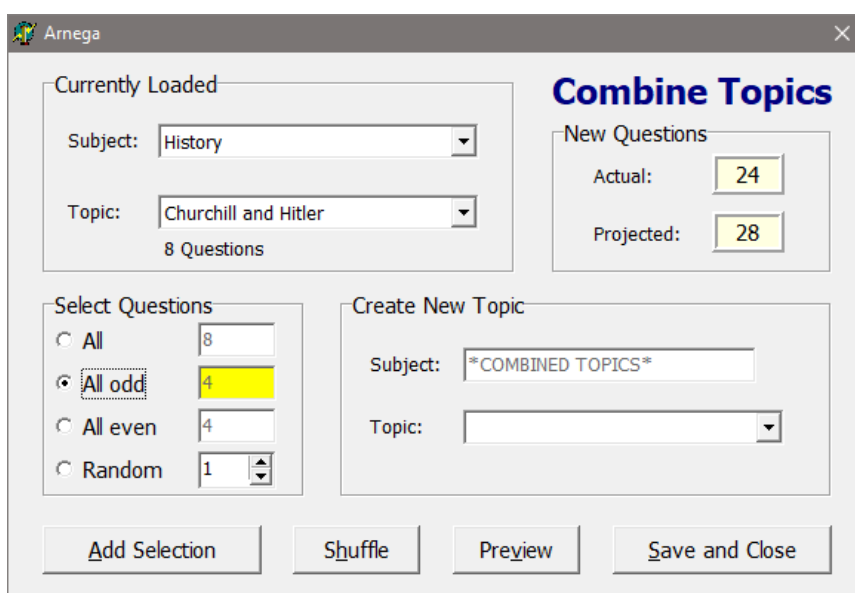 Arnega
Combine Topics
Currently Loaded
Subject: History
Topic: Churchill and Hitler
8 Questions
New Questions
Actual: 24
Projected: 28
Select Questions
All 8
All odd 4
All even 4
Random 1
Create New Topic
Subject: *COMBINED TOPICS*
Topic:
Add Selection
Shuffle
Preview
Save and Close